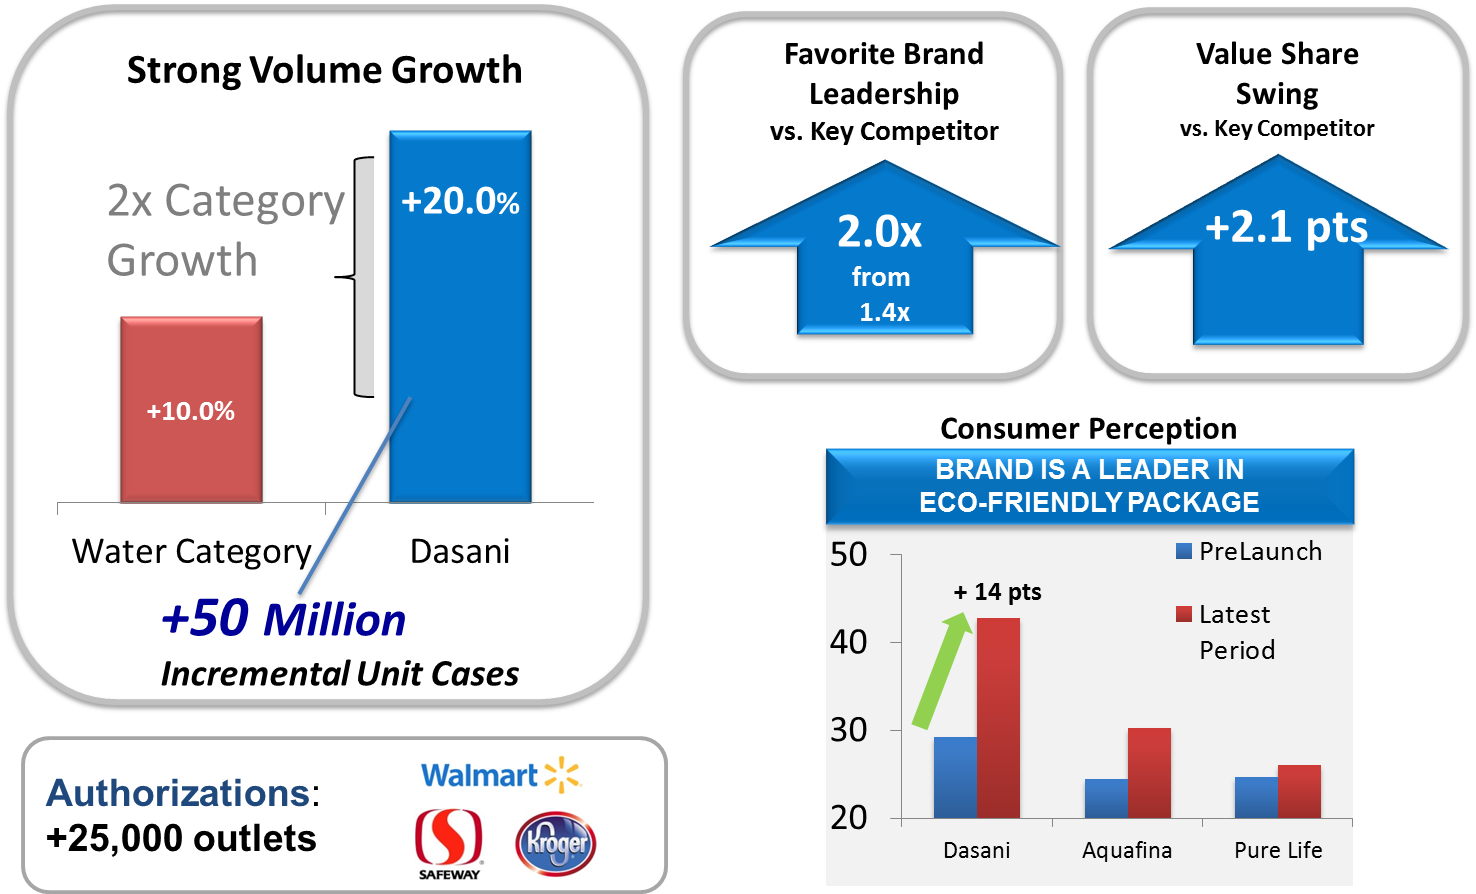 Strong Volume Growth
2x Category
Growth
+20.0%
+10.0%
Water Category
Dasani
+50 Million
Incremental Unit Cases
Favorite Brand
Leadership
vs. Key Competitor
2.0x
from
1.4x
Value Share
Swing
vs. Key Competitor
+2.1 pts
Consumer Perception
BRAND IS A LEADER IN
ECO-FRIENDLY PACKAGE
50
40
30
20
+ 14 pts
PreLaunch
Latest
Period
Dasani
Aquafina
Pure Life
Authorizations:
+25,000 outlets
Walmart
SAFEWAY
Kroger